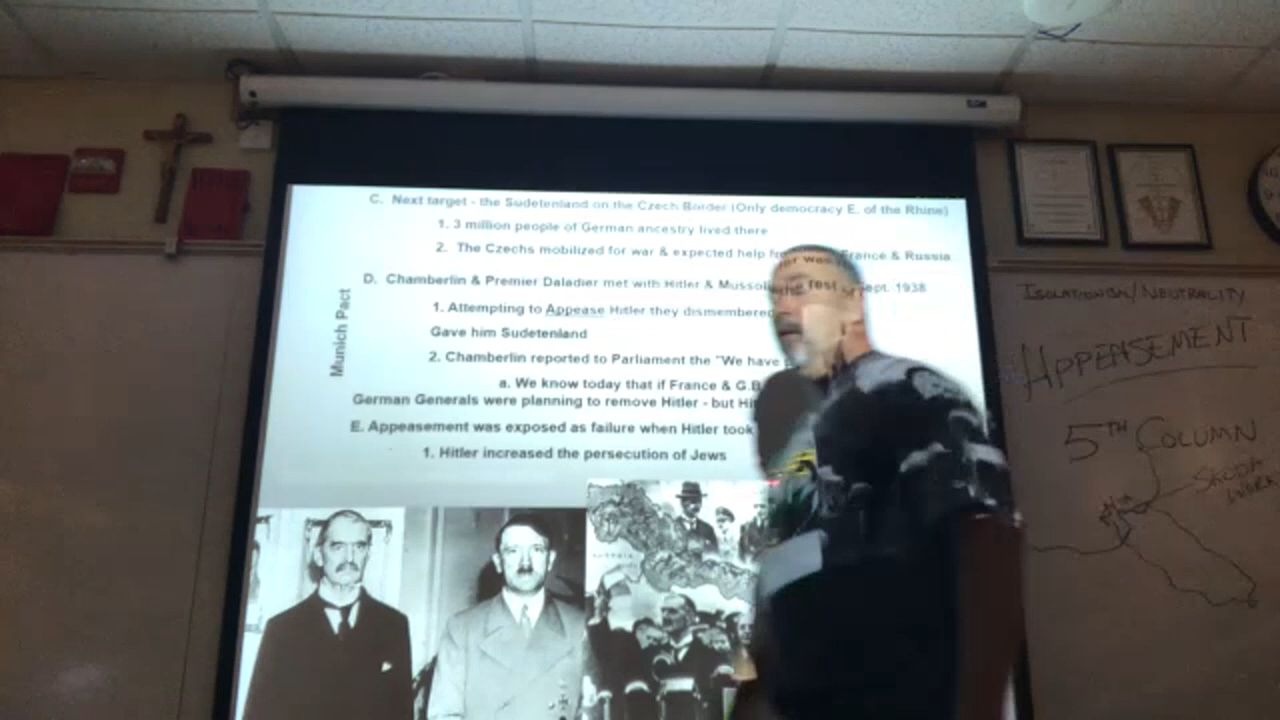 C. Next target - the Sudetenland on the Czech Border (Only democracy E. of the Rhine)
1. 3 million people of German ancestry lived there
2. The Czechs mobilized for war & expected help France & Russia
D. Chamberlin & Premier Daladier met with Hitler & Sept. 1938
Munich Pact
1. Attempting to Appease Hitler they dismembered
Gave him Sudetenland
2. Chamberlin reported to Parliament the "We have
a. We know today that if France & G.B
German Generals were planning to remove Hitler - but
E. Appeasement was exposed as failure when Hitler took
1. Hitler increased the persecution of Jews
ISOLATIONISM/NEUTRALITY
APPEASEMENT
5TH COLUMN
SKODA
WORKS